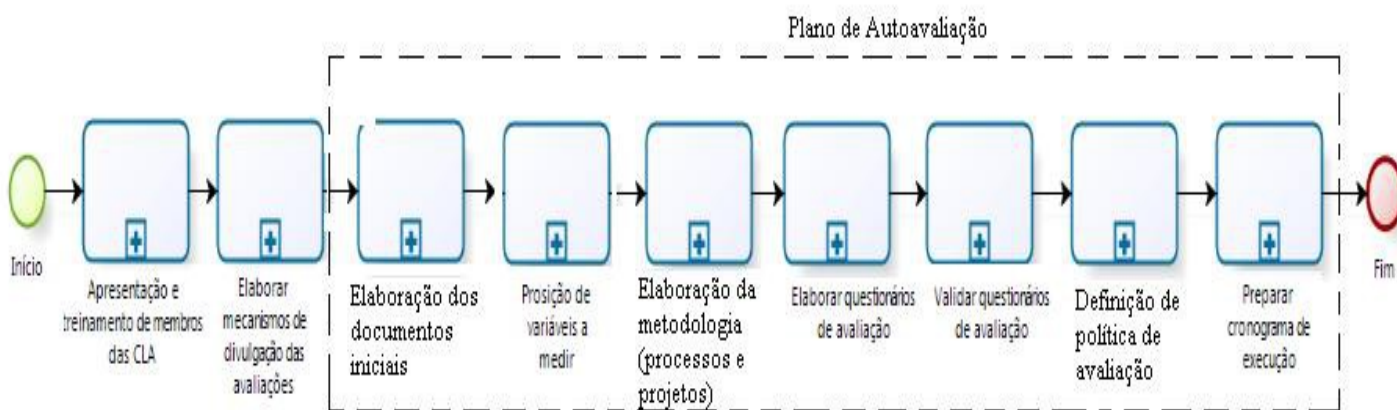 Plano de Autoavaliação
Início
Apresentação e
treinamento de membros
das CLA
Elaborar
mecanismos de
divulgação das
avaliações
Elaboração dos
documentos
iniciais
Prosição de
variáveis a
medir
Elaboração da
metodologia
(processos e
projetos)
Elaborar questionários
de avaliação
Validar questionários
de avaliação
Definição de
política de
avaliação
Preparar
cronograma de
execução
Fim